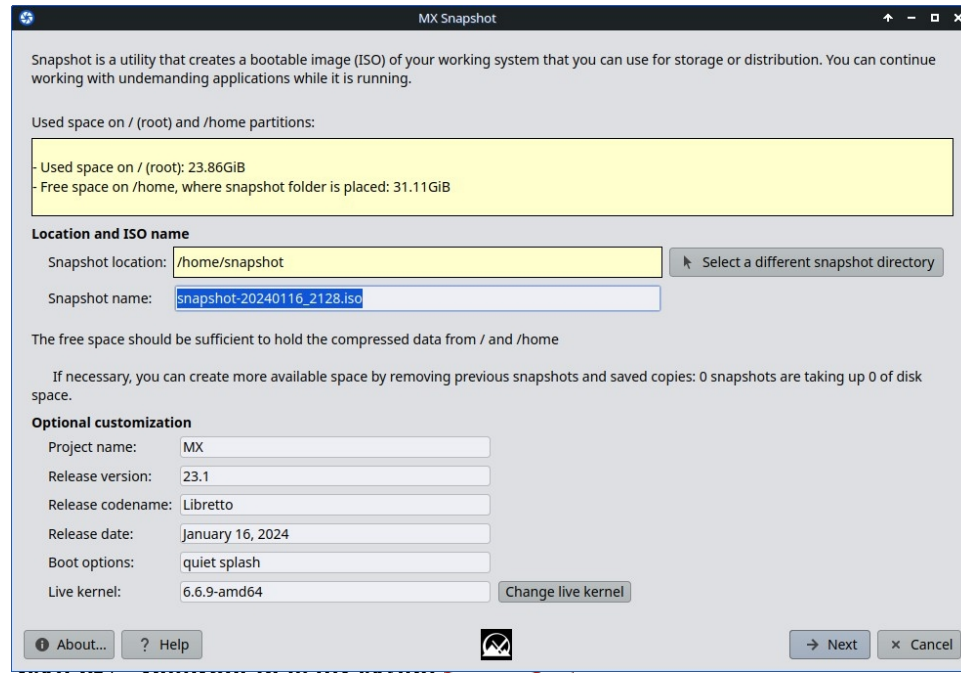 MX Snapshot
Snapshot is a utility that creates a bootable image (ISO) of your working system that you can use for storage or distribution. You can continue
working with undemanding applications while it is running.
Used space on / (root) and /home partitions:
- Used space on / (root): 23.86GiB
- Free space on /home, where snapshot folder is placed: 31.11GiB
Location and ISO name
Snapshot location: /home/snapshot Select a different snapshot directory
Snapshot name: snapshot-20240116_2128.iso
The free space should be sufficient to hold the compressed data from / and /home
If necessary, you can create more available space by removing previous snapshots and saved copies: 0 snapshots are taking up 0 of disk
space.
Optional customization
Project name: MX
Release version: 23.1
Release codename: Libretto
Release date: January 16, 2024
Boot options: quiet splash
Live kernel: 6.6.9-amd64 Change live kernel
About... ? Help → Next × Cancel